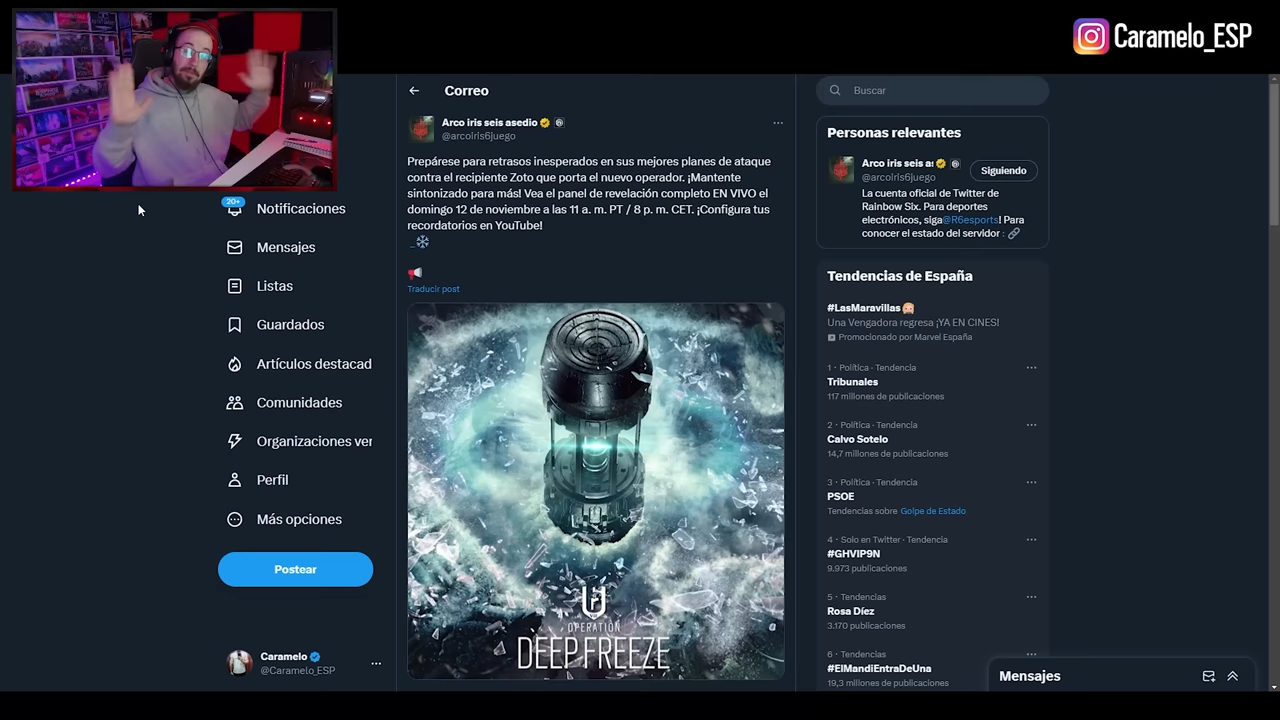 Caramelo_ESP
Correo
Arco iris seis asedio
@arcoIris6juego
Prepárese para retrasos inesperados en sus mejores planes de ataque
contra el recipiente Zoto que porta el nuevo operador. ¡Mantente
sintonizado para más! Vea el panel de revelación completo EN VIVO el
domingo 12 de noviembre a las 11 a. m. PT / 8 p. m. CET. ¡Configura tus
recordatorios en YouTube!
_
Traducir post
OPERATION
DEEP FREEZE
20+
Notificaciones
Mensajes
Listas
Guardados
Artículos destacad
Comunidades
Organizaciones ver
Perfil
Más opciones
Postear
Caramelo
@Caramelo_ESP
Buscar
Personas relevantes
Arco iris seis a
@arcoIris6juego
Siguiendo
La cuenta oficial de Twitter de
Rainbow Six. Para deportes
electrónicos, siga@R6esports! Para
conocer el estado del servidor :
Tendencias de España
#LasMaravillas
Una Vengadora regresa ¡YA EN CINES!
Promocionado por Marvel España
1 · Política · Tendencia
Tribunales
117 millones de publicaciones
2 · Política · Tendencia
Calvo Sotelo
14,7 millones de publicaciones
3 · Política · Tendencia
PSOE
Tendencias sobre Golpe de Estado
4 · Solo en Twitter · Tendencia
#GHVIP9N
9.973 publicaciones
5 · Tendencias
Rosa Díez
3.170 publicaciones
6 · Tendencias
#ElMandiEntraDeUna
19,3 millones de publicaciones
Mensajes